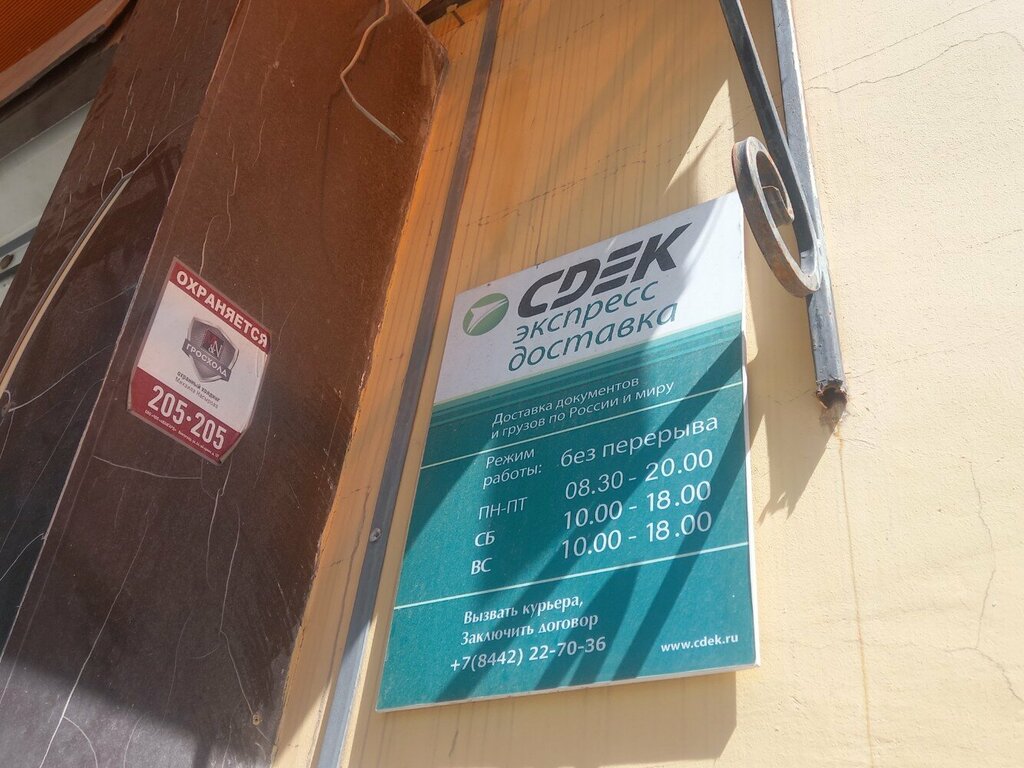 ОХРАНЯЕТСЯ
ГРОСХОЛД
ОХРАННЫЙ ХОЛДИНГ
205•205
CDEK
экспресс
доставка
Доставка документов
и грузов по России и миру
Режим
работы: без перерыва
ПН-ПТ 08.30 - 20.00
СБ 10.00 - 18.00
ВС 10.00 - 18.00
Вызвать курьера,
Заключить договор
+7(8442) 22-70-36
www.cdek.ru